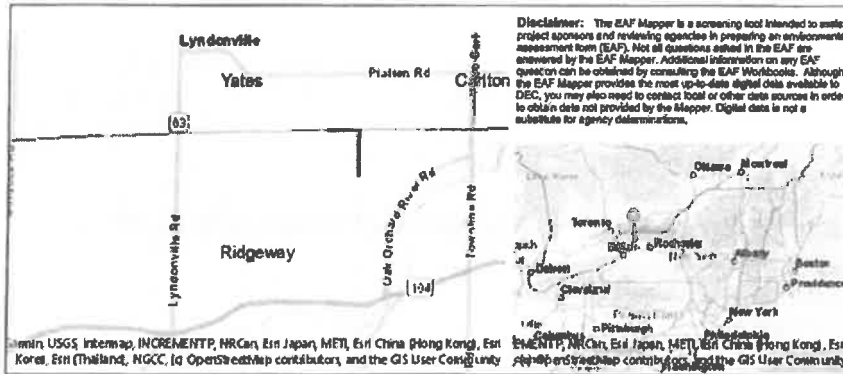 Disclaimer: The EAF Mapper is a screening tool intended to assist
project sponsors and reviewing agencies in preparing an environmental
assessment form (EAF). Not all questions asked in the EAF are
answered by the EAF Mapper. Additional information on any EAF
question can be obtained by consulting the EAF Workbooks. Although
the EAF Mapper provides the most up-to-date digital data available to
DEC, you may also need to contact local or other data sources in order
to obtain data not provided by the Mapper. Digital data is not a
substitute for agency determinations.
Lyndonville
Yates
Platten Rd
Carlton
63
Lyndonville Rd
Ridgeway
Oak Orchard River Rd
Townline Rd
104
Ottawa
Montreal
Toronto
Rochester
Detroit
Cleveland
Albany
Boston
Providence
New York
Pittsburgh
Philadelphia
Columbus
Washington
rmin, USGS, Intermap, INCREMENT P, NRCan, Esri Japan, METI, Esri China (Hong Kong), Esri
Korea, Esri (Thailand), NGCC, (c) OpenStreetMap contributors, and the GIS User Community
EMENT P, NRCan, Esri Japan, METI, Esri China (Hong Kong), Esri
OpenStreetMap contributors, and the GIS User Community